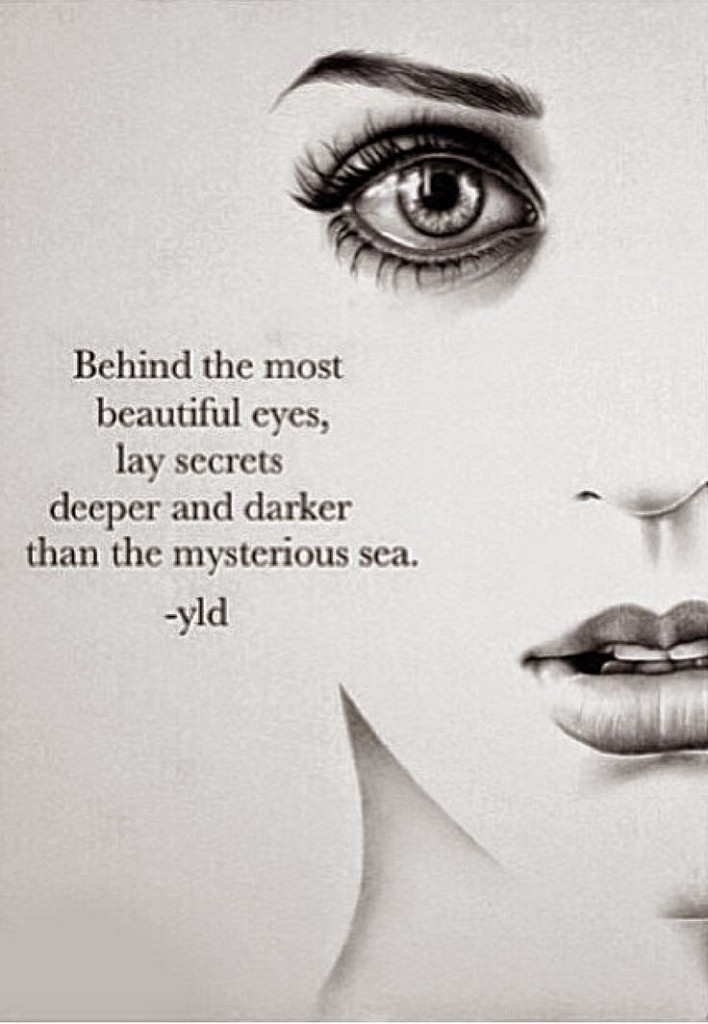 Behind the most
beautiful eyes,
lay secrets
deeper and darker
than the mysterious sea.
-yld